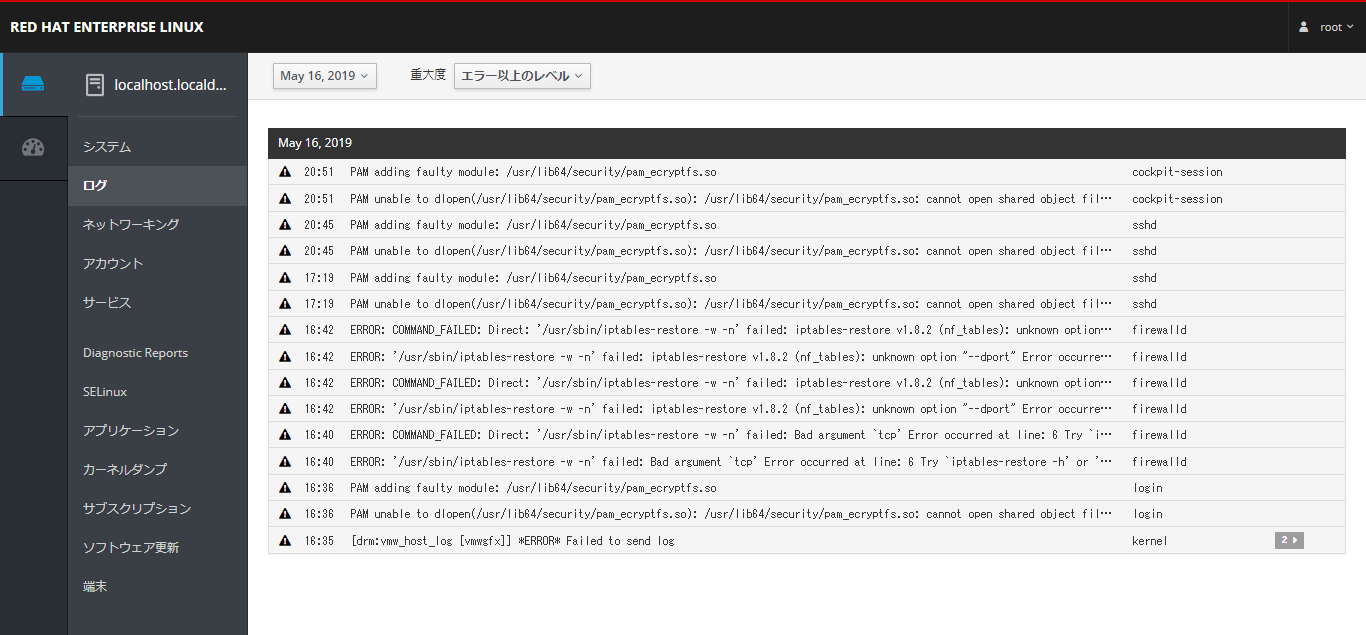 RED HAT ENTERPRISE LINUX
root
localhost.locald...
May 16, 2019
重大度
エラー以上のレベル
システム
ログ
ネットワーキング
アカウント
サービス
Diagnostic Reports
SELinux
アプリケーション
カーネルダンプ
サブスクリプション
ソフトウェア更新
端末
May 16, 2019
20:51 PAM adding faulty module: /usr/lib64/security/pam_ecryptfs.so cockpit-session
20:51 PAM unable to dlopen(/usr/lib64/security/pam_ecryptfs.so): /usr/lib64/security/pam_ecryptfs.so: cannot open shared object fil… cockpit-session
20:45 PAM adding faulty module: /usr/lib64/security/pam_ecryptfs.so sshd
20:45 PAM unable to dlopen(/usr/lib64/security/pam_ecryptfs.so): /usr/lib64/security/pam_ecryptfs.so: cannot open shared object fil… sshd
17:19 PAM adding faulty module: /usr/lib64/security/pam_ecryptfs.so sshd
17:19 PAM unable to dlopen(/usr/lib64/security/pam_ecryptfs.so): /usr/lib64/security/pam_ecryptfs.so: cannot open shared object fil… sshd
16:42 ERROR: COMMAND_FAILED: Direct: '/usr/sbin/iptables-restore -w -n' failed: iptables-restore v1.8.2 (nf_tables): unknown option… firewalld
16:42 ERROR: '/usr/sbin/iptables-restore -w -n' failed: iptables-restore v1.8.2 (nf_tables): unknown option "--dport" Error occurre… firewalld
16:42 ERROR: COMMAND_FAILED: Direct: '/usr/sbin/iptables-restore -w -n' failed: iptables-restore v1.8.2 (nf_tables): unknown option… firewalld
16:42 ERROR: '/usr/sbin/iptables-restore -w -n' failed: iptables-restore v1.8.2 (nf_tables): unknown option "--dport" Error occurre… firewalld
16:40 ERROR: COMMAND_FAILED: Direct: '/usr/sbin/iptables-restore -w -n' failed: Bad argument `tcp' Error occurred at line: 6 Try `i… firewalld
16:40 ERROR: '/usr/sbin/iptables-restore -w -n' failed: Bad argument `tcp' Error occurred at line: 6 Try `iptables-restore -h' or '… firewalld
16:36 PAM adding faulty module: /usr/lib64/security/pam_ecryptfs.so login
16:36 PAM unable to dlopen(/usr/lib64/security/pam_ecryptfs.so): /usr/lib64/security/pam_ecryptfs.so: cannot open shared object fil… login
16:35 [drm:vmw_host_log [vmwgfx]] *ERROR* Failed to send log kernel 2